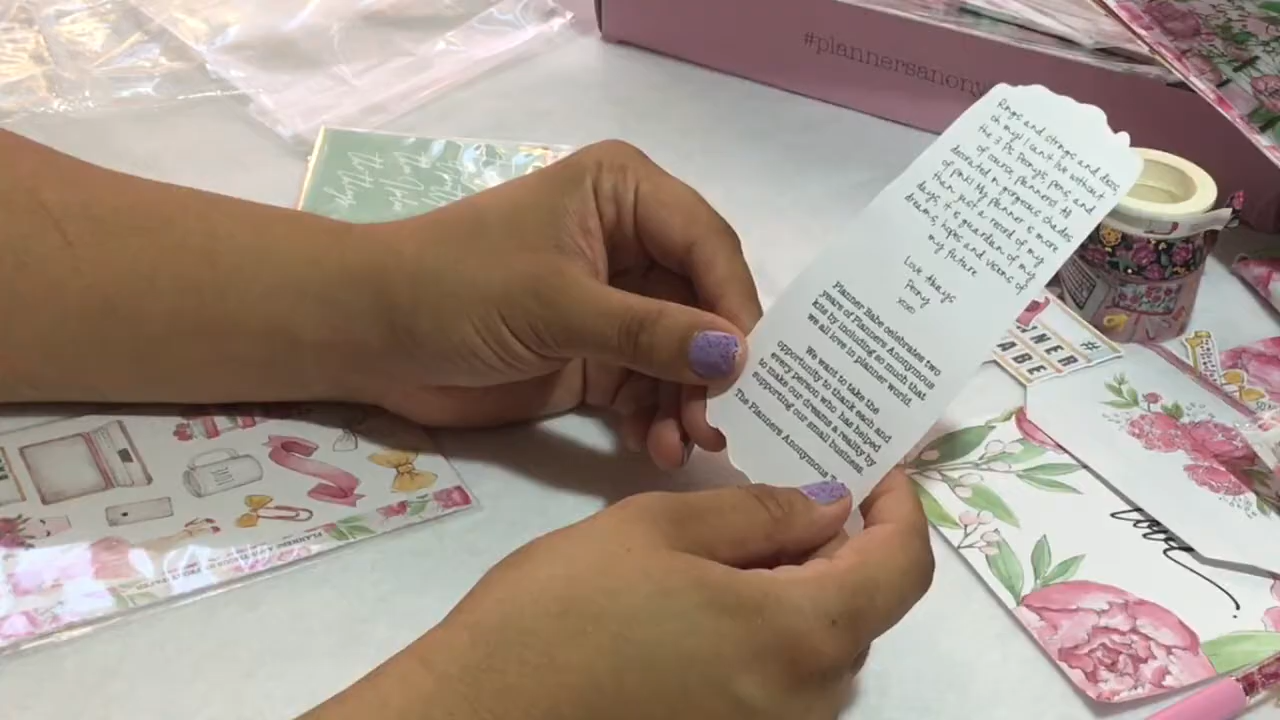 #plannersanony
Rings and strings and discs,
oh my! I can't live without
the 3 P's: Peony's, pens, and
of course, planners! All
decorated in gorgeous shades
of pink! My planner is more
than just a record of my
days, it is guardian of my
dreams, hopes and visions of
my future
Love Always
Peony
xoxo
Planner Babe celebrates two
years of Planners Anonymous
kits by including so much that
we all love in planner world.
We want to take the
opportunity to thank each and
every person who has helped
to make our dreams a reality by
supporting our small business.
The Planners Anonymous
#
NNER
ABE
love